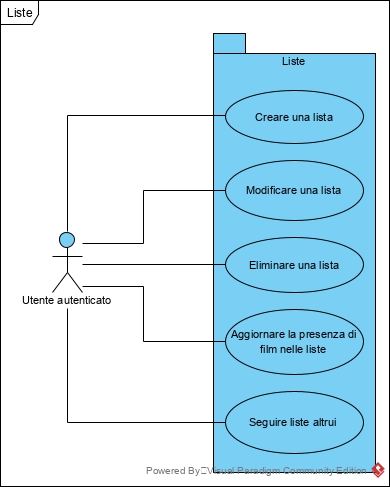 Liste
Liste
Creare una lista
Modificare una lista
Eliminare una lista
Utente autenticato
Aggiornare la presenza di
film nelle liste
Seguire liste altrui
Powered By Visual Paradigm Community Edition